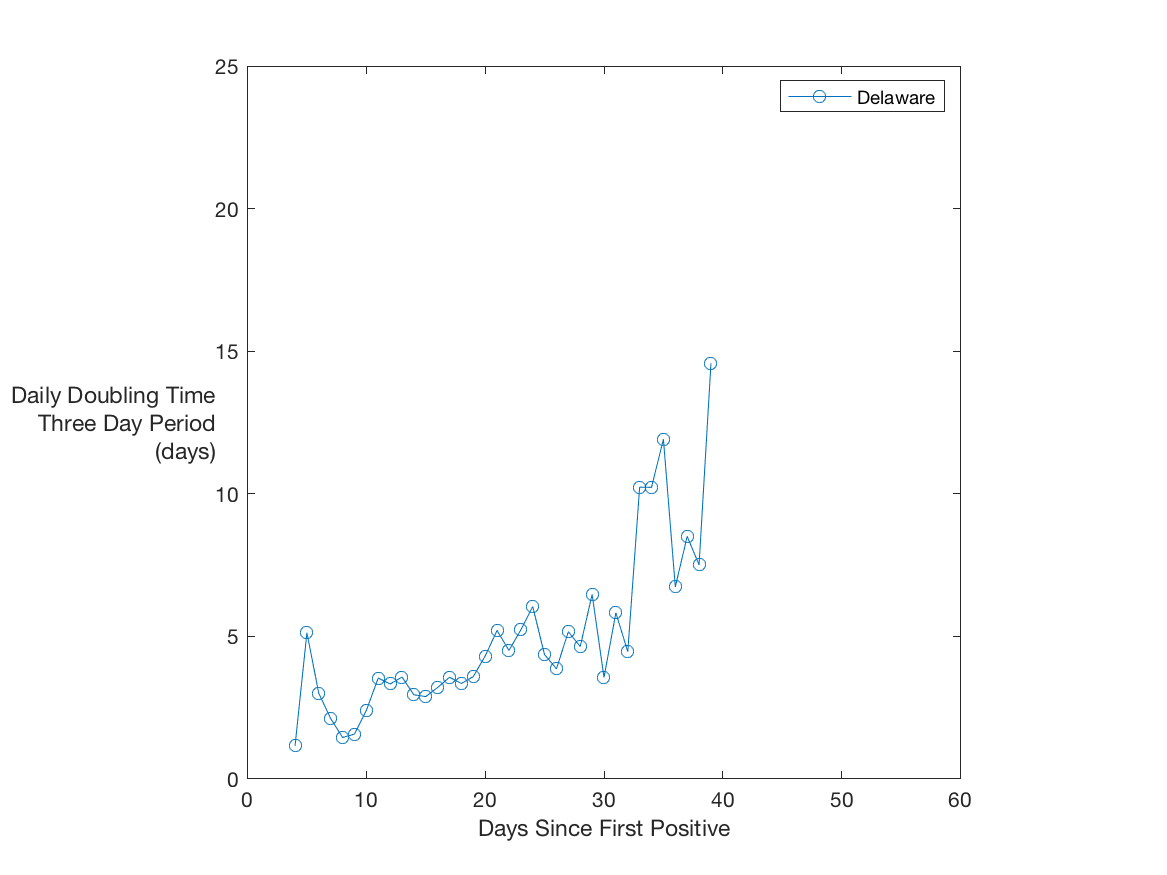 25
20
15
10
5
0
Daily Doubling Time
Three Day Period
(days)
Delaware
0 10 20 30 40 50 60
Days Since First Positive